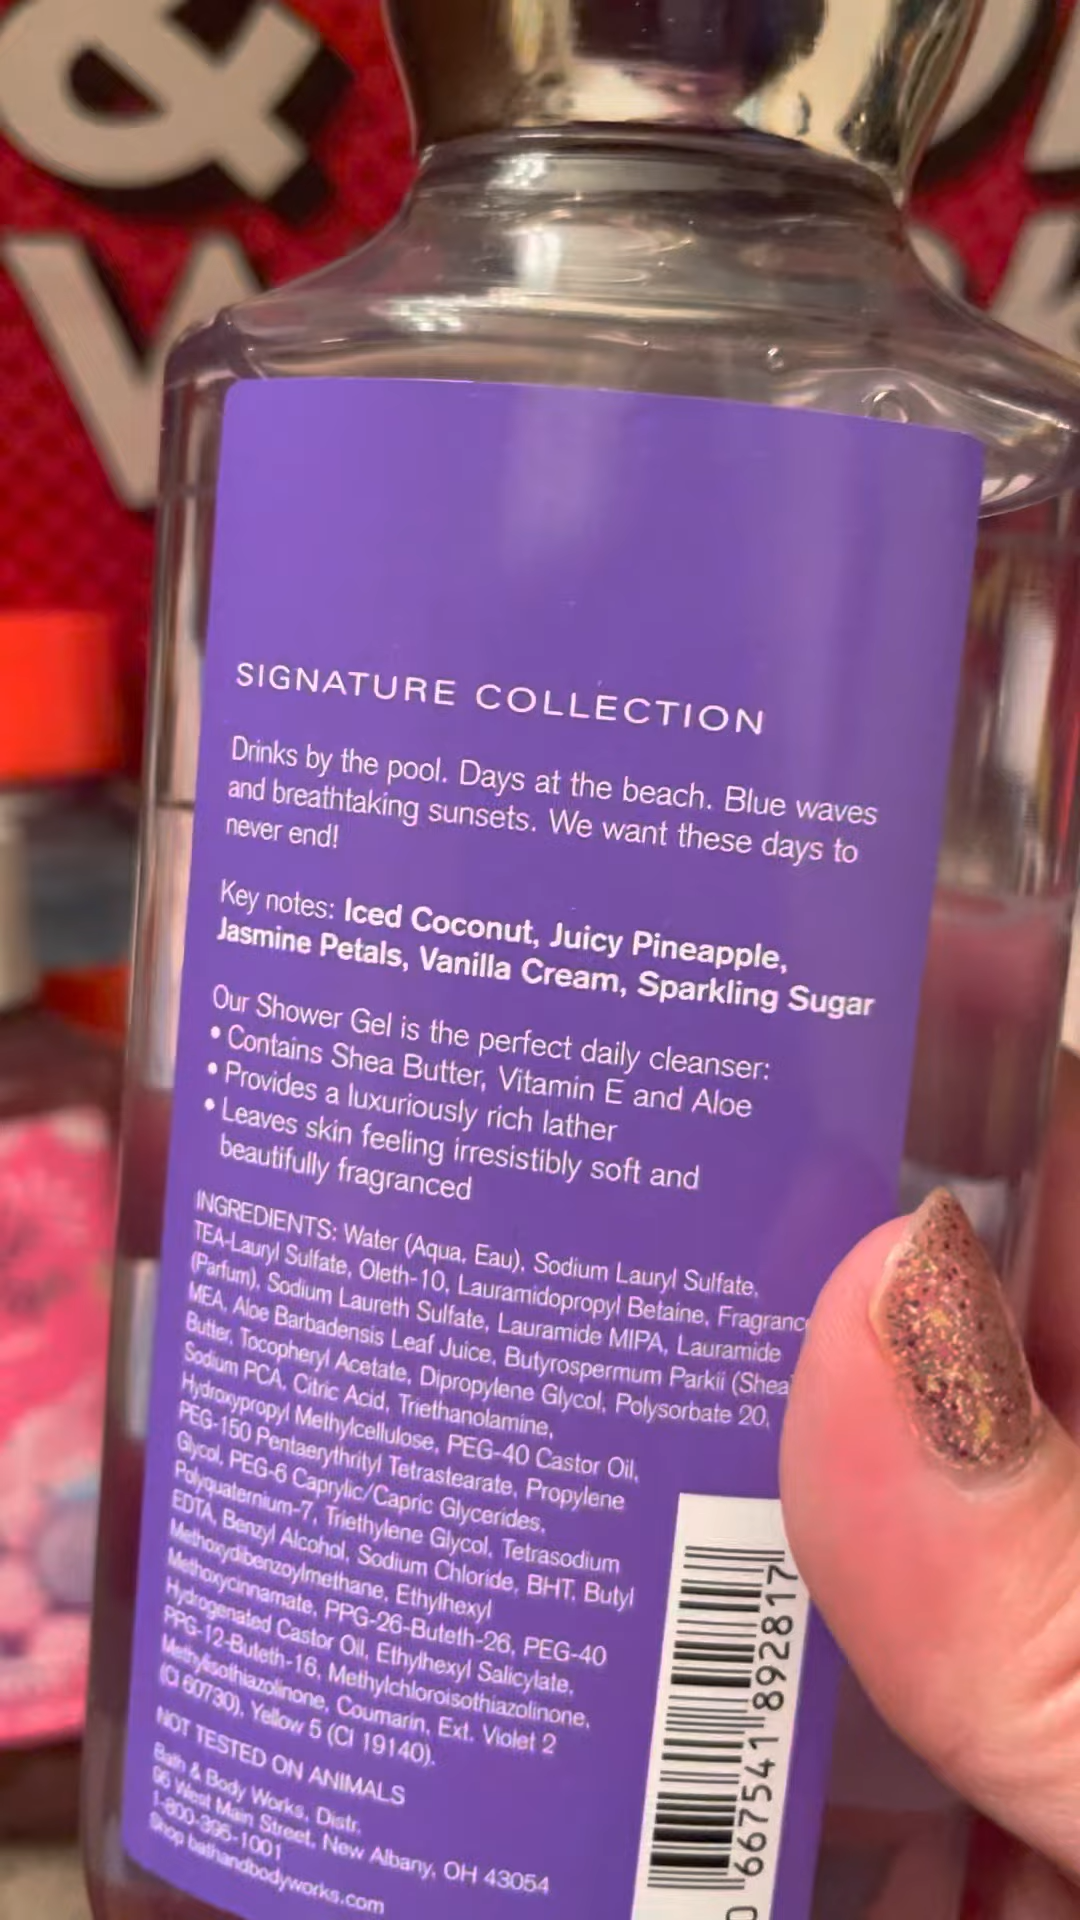 &
W
SIGNATURE COLLECTION
Drinks by the pool. Days at the beach. Blue waves
and breathtaking sunsets. We want these days to
never end!
Key notes: Iced Coconut, Juicy Pineapple,
Jasmine Petals, Vanilla Cream, Sparkling Sugar
Our Shower Gel is the perfect daily cleanser:
• Contains Shea Butter, Vitamin E and Aloe
• Provides a luxuriously rich lather
• Leaves skin feeling irresistibly soft and
beautifully fragranced
INGREDIENTS: Water (Aqua, Eau), Sodium Lauryl Sulfate,
TEA-Lauryl Sulfate, Oleth-10, Lauramidopropyl Betaine, Fragranc
(Parfum), Sodium Laureth Sulfate, Lauramide MIPA, Lauramide
MEA, Aloe Barbadensis Leaf Juice, Butyrospermum Parkii (Shea
Butter, Tocopheryl Acetate, Dipropylene Glycol, Polysorbate 20,
Sodium PCA, Citric Acid, Triethanolamine,
Hydroxypropyl Methylcellulose, PEG-40 Castor Oil,
PEG-150 Pentaerythrityl Tetrastearate, Propylene
Glycol, PEG-6 Caprylic/Capric Glycerides,
Polyquaternium-7, Triethylene Glycol, Tetrasodium
EDTA, Benzyl Alcohol, Sodium Chloride, BHT, Butyl
Methoxydibenzoylmethane, Ethylhexyl
Methoxycinnamate, PPG-26-Buteth-26, PEG-40
Hydrogenated Castor Oil, Ethylhexyl Salicylate,
PPG-12-Buteth-16, Methylchloroisothiazolinone,
Methylisothiazolinone, Coumarin, Ext. Violet 2
(CI 60730), Yellow 5 (CI 19140).
NOT TESTED ON ANIMALS
Bath & Body Works, Distr.
96 West Main Street, New Albany, OH 43054
1-800-395-1001
Shop bathandbodyworks.com
0 667541 892817